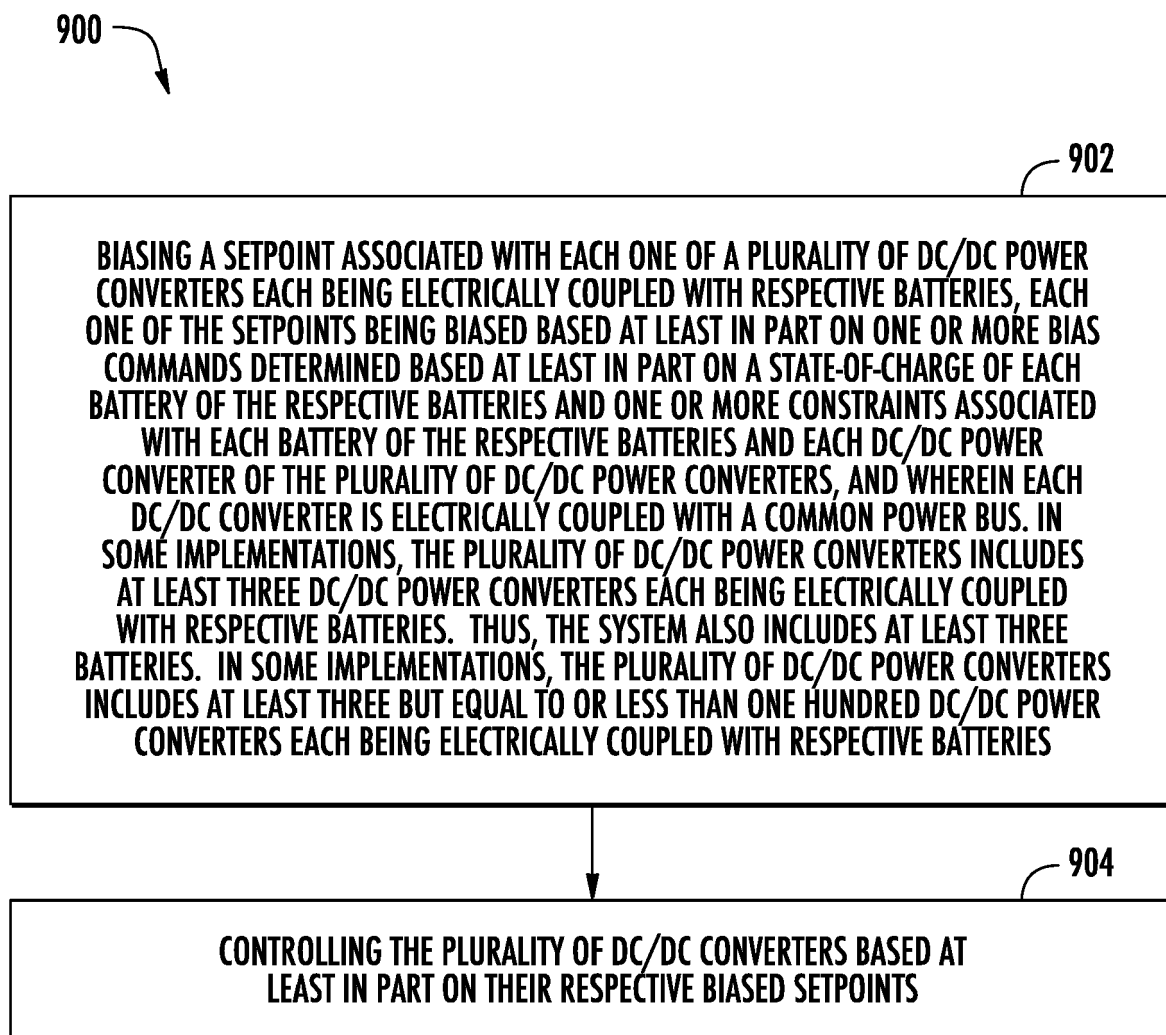 900
902
BIASING A SETPOINT ASSOCIATED WITH EACH ONE OF A PLURALITY OF DC/DC POWER
CONVERTERS EACH BEING ELECTRICALLY COUPLED WITH RESPECTIVE BATTERIES, EACH
ONE OF THE SETPOINTS BEING BIASED BASED AT LEAST IN PART ON ONE OR MORE BIAS
COMMANDS DETERMINED BASED AT LEAST IN PART ON A STATE-OF-CHARGE OF EACH
BATTERY OF THE RESPECTIVE BATTERIES AND ONE OR MORE CONSTRAINTS ASSOCIATED
WITH EACH BATTERY OF THE RESPECTIVE BATTERIES AND EACH DC/DC POWER
CONVERTER OF THE PLURALITY OF DC/DC POWER CONVERTERS, AND WHEREIN EACH
DC/DC CONVERTER IS ELECTRICALLY COUPLED WITH A COMMON POWER BUS. IN
SOME IMPLEMENTATIONS, THE PLURALITY OF DC/DC POWER CONVERTERS INCLUDES
AT LEAST THREE DC/DC POWER CONVERTERS EACH BEING ELECTRICALLY COUPLED
WITH RESPECTIVE BATTERIES. THUS, THE SYSTEM ALSO INCLUDES AT LEAST THREE
BATTERIES. IN SOME IMPLEMENTATIONS, THE PLURALITY OF DC/DC POWER CONVERTERS
INCLUDES AT LEAST THREE BUT EQUAL TO OR LESS THAN ONE HUNDRED DC/DC POWER
CONVERTERS EACH BEING ELECTRICALLY COUPLED WITH RESPECTIVE BATTERIES
904
CONTROLLING THE PLURALITY OF DC/DC CONVERTERS BASED AT
LEAST IN PART ON THEIR RESPECTIVE BIASED SETPOINTS